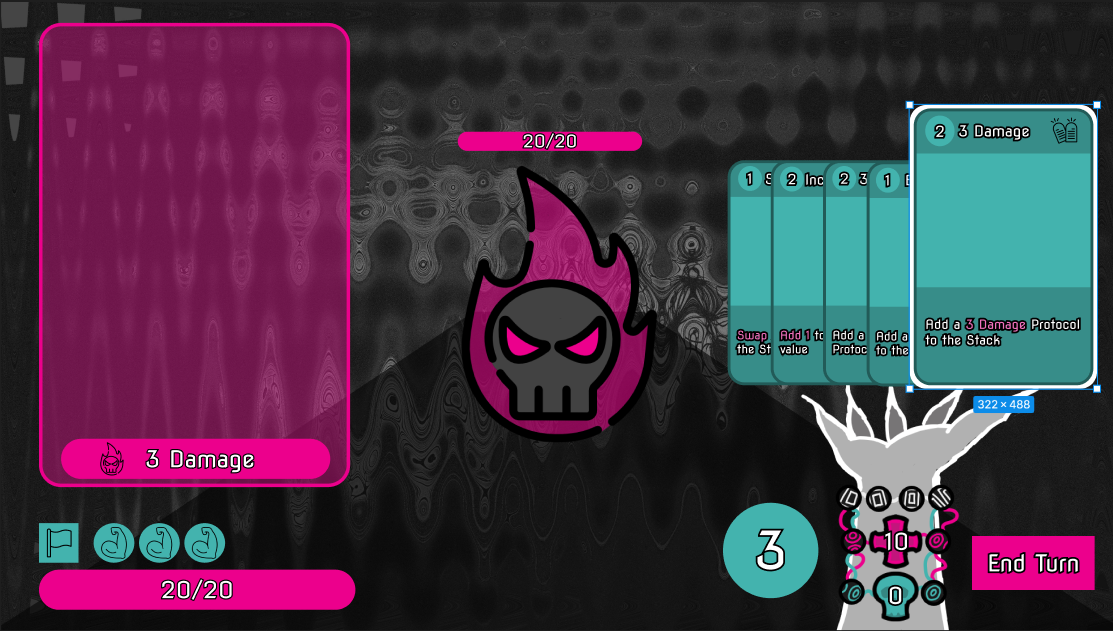 20/20
1 S
2 Inc
2 3
1
2 3 Damage
Swap
the St
Add 1 to
value
Add a
Protoc
Add a
to the
Add a 3 Damage Protocol
to the Stack
322 × 488
3 Damage
20/20
3
10
0
End Turn